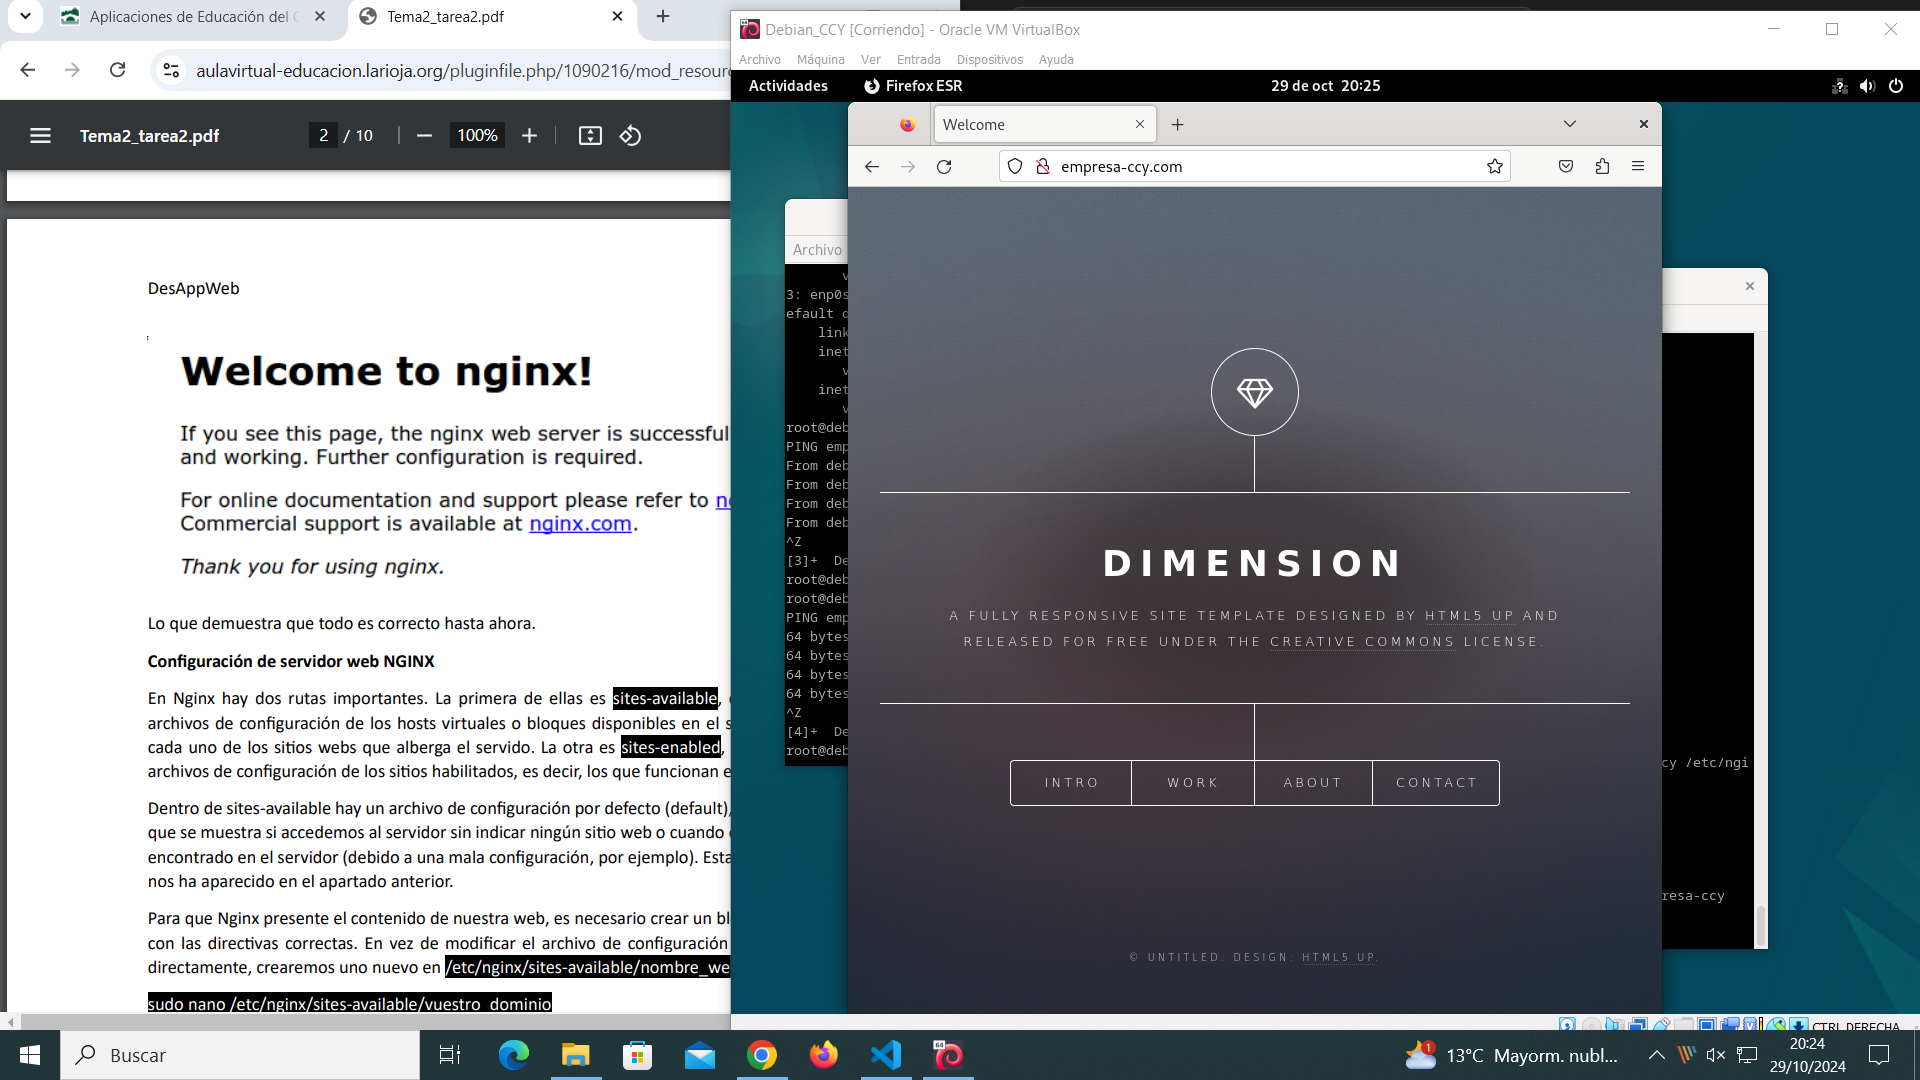 Aplicaciones de Educación del
Tema2_tarea2.pdf
aulavirtual-educacion.larioja.org/pluginfile.php/1090216/mod_resour
Tema2_tarea2.pdf
2 / 10
100%
DesAppWeb
Welcome to nginx!
If you see this page, the nginx web server is successful
and working. Further configuration is required.
For online documentation and support please refer to
Commercial support is available at nginx.com.
Thank you for using nginx.
Lo que demuestra que todo es correcto hasta ahora.
Configuración de servidor web NGINX
En Nginx hay dos rutas importantes. La primera de ellas es sites-available,
archivos de configuración de los hosts virtuales o bloques disponibles en el s
cada uno de los sitios webs que alberga el servido. La otra es sites-enabled,
archivos de configuración de los sitios habilitados, es decir, los que funcionan e
Dentro de sites-available hay un archivo de configuración por defecto (default),
que se muestra si accedemos al servidor sin indicar ningún sitio web o cuando
encontrado en el servidor (debido a una mala configuración, por ejemplo). Esta
nos ha aparecido en el apartado anterior.
Para que Nginx presente el contenido de nuestra web, es necesario crear un bl
con las directivas correctas. En vez de modificar el archivo de configuración
directamente, crearemos uno nuevo en /etc/nginx/sites-available/nombre_we
sudo nano /etc/nginx/sites-available/vuestro_dominio
Debian_CCY [Corriendo] - Oracle VM VirtualBox
Archivo Máquina Ver Entrada Dispositivos Ayuda
Actividades Firefox ESR 29 de oct 20:25
Welcome
empresa-ccy.com
Archivo
v
3: enp0s
efault q
link
inet
v
inet
v
root@deb
PING emp
From deb
From deb
From deb
From deb
^Z
[3]+ De
root@deb
root@deb
PING emp
64 bytes
64 bytes
64 bytes
64 bytes
^Z
[4]+ De
root@deb
DIMENSION
A FULLY RESPONSIVE SITE TEMPLATE DESIGNED BY HTML5 UP AND
RELEASED FOR FREE UNDER THE CREATIVE COMMONS LICENSE.
INTRO WORK ABOUT CONTACT
© UNTITLED. DESIGN: HTML5 UP.
cy /etc/ngi
resa-ccy
CTRL DERECHA
Buscar
1
13°C Mayorm. nubl...
20:24
29/10/2024